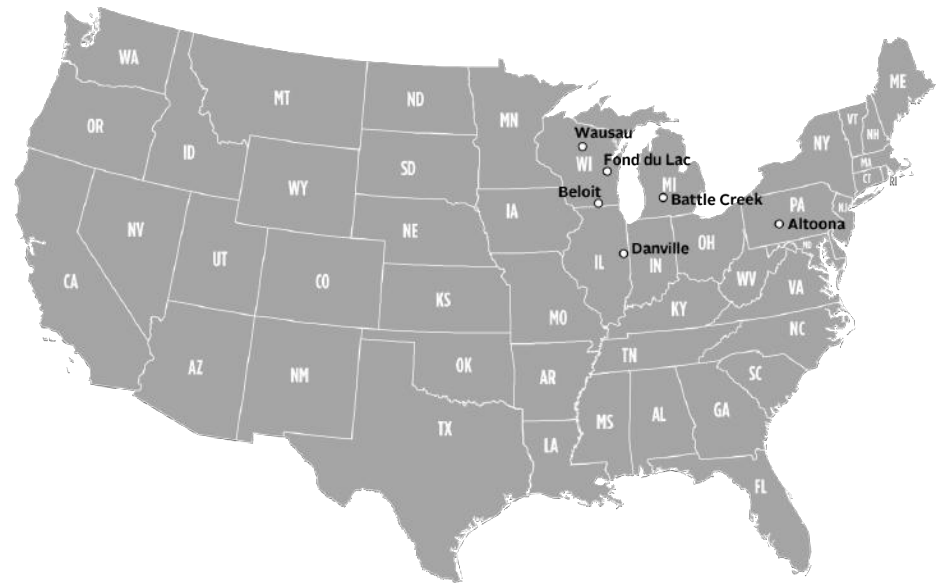 WA
MT
ND
MN
ME
OR
ID
SD
WY
Wausau
WI
Fond du Lac
MI
NY
VT
NH
MA
CT
RI
Beloit
Battle Creek
IA
NE
PA
NJ
Altoona
NV
UT
CO
IL
Danville
IN
OH
MD
WV
VA
CA
KS
MO
KY
NC
AZ
NM
OK
AR
TN
SC
TX
LA
MS
AL
GA
FL